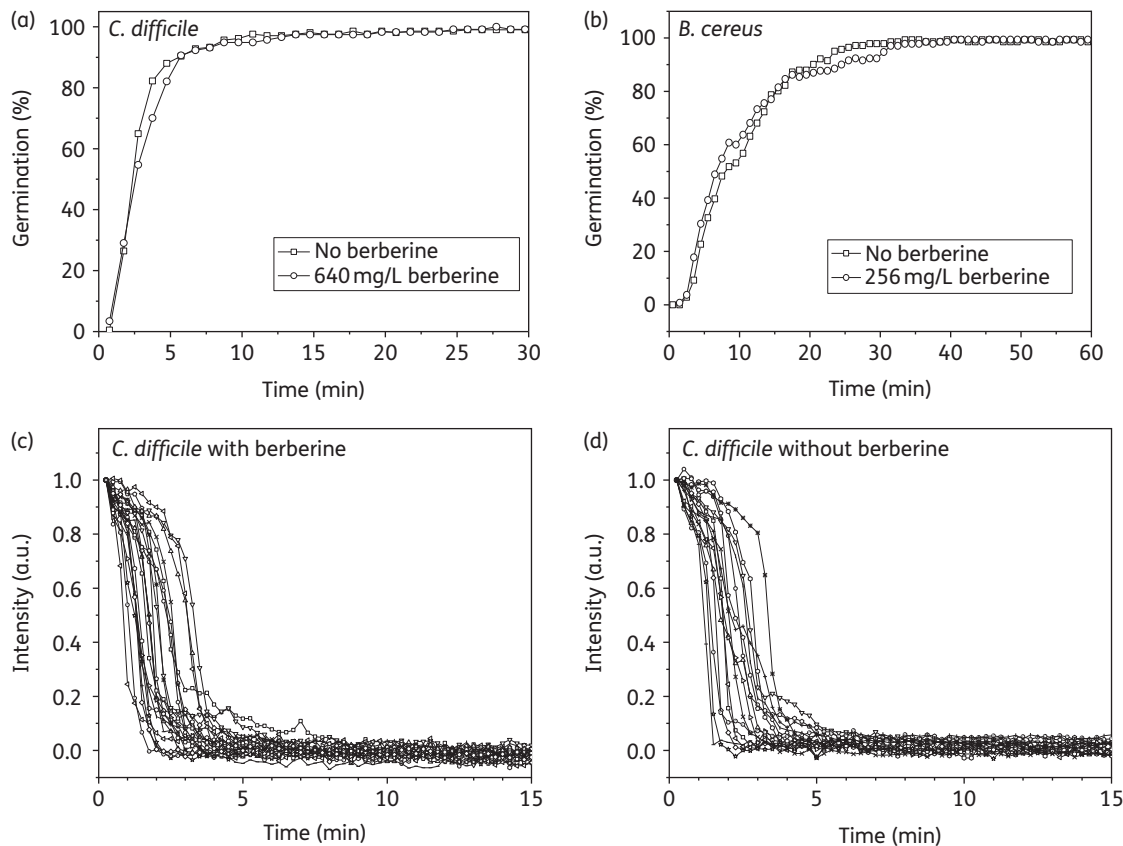 (a)
C. difficile
100
80
60
40
20
0
Germination (%)
No berberine
640 mg/L berberine
0 5 10 15 20 25 30
Time (min)
(b)
B. cereus
100
80
60
40
20
0
Germination (%)
No berberine
256 mg/L berberine
0 10 20 30 40 50 60
Time (min)
(c)
C. difficile with berberine
1.0
0.8
0.6
0.4
0.2
0.0
Intensity (a.u.)
0 5 10 15
Time (min)
(d)
C. difficile without berberine
1.0
0.8
0.6
0.4
0.2
0.0
Intensity (a.u.)
0 5 10 15
Time (min)